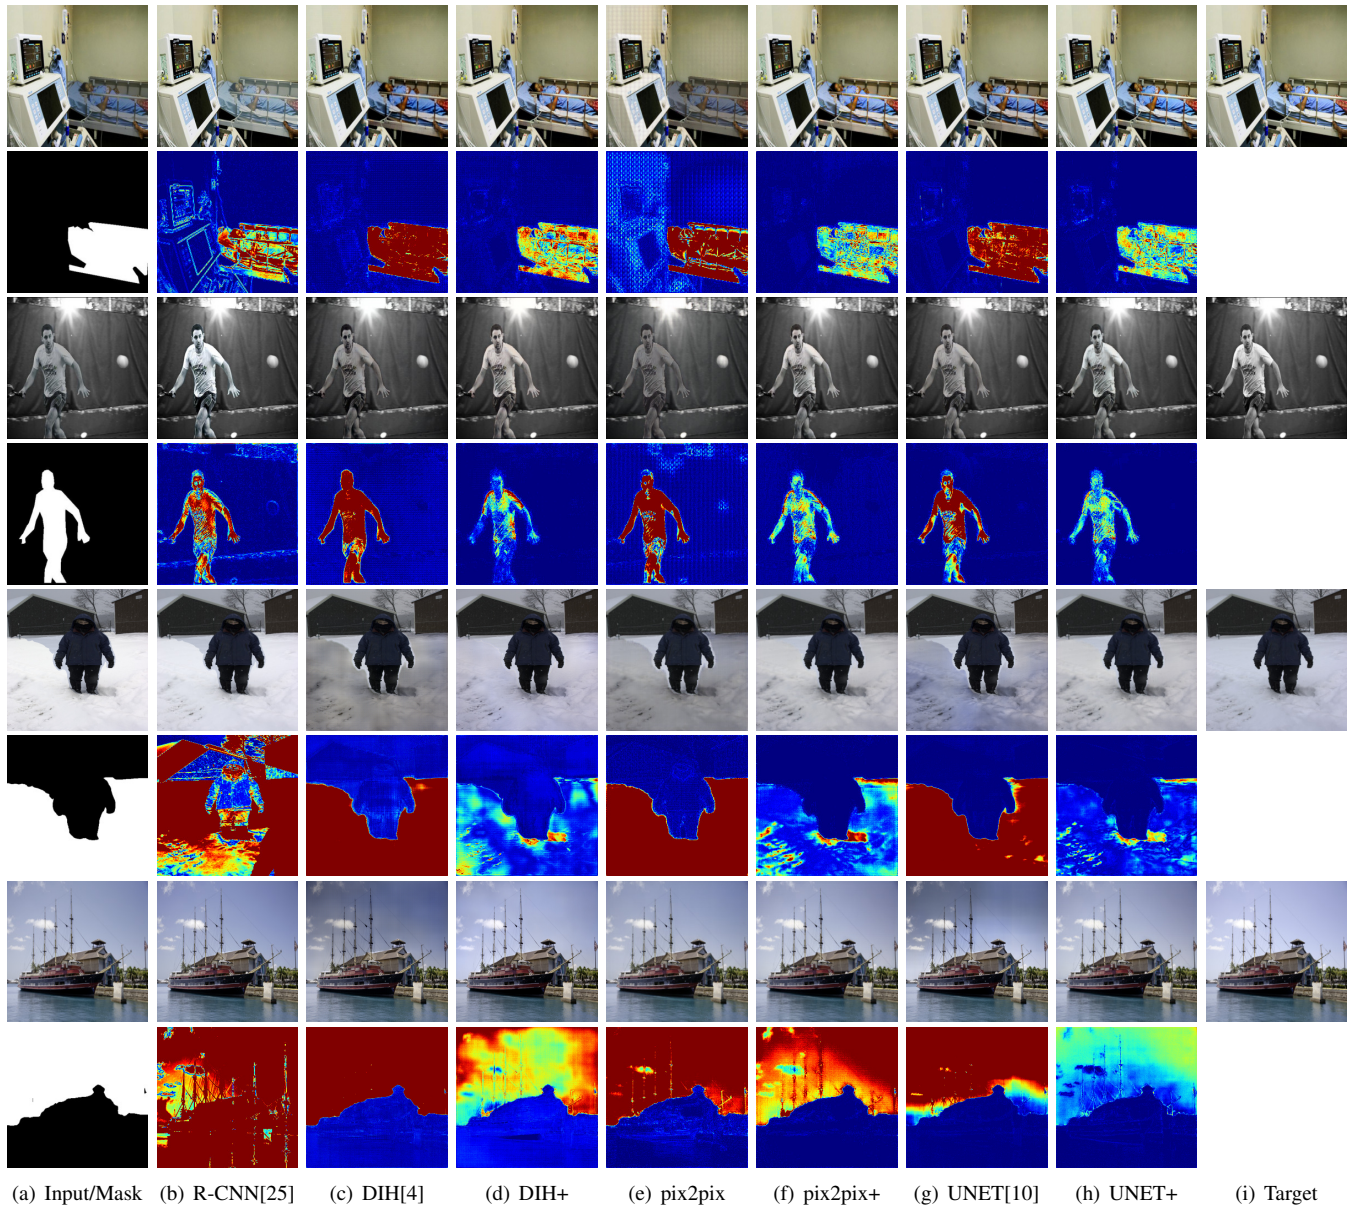 (a) Input/Mask (b) R-CNN[25] (c) DIH[4] (d) DIH+ (e) pix2pix (f) pix2pix+ (g) UNET[10] (h) UNET+ (i) Target